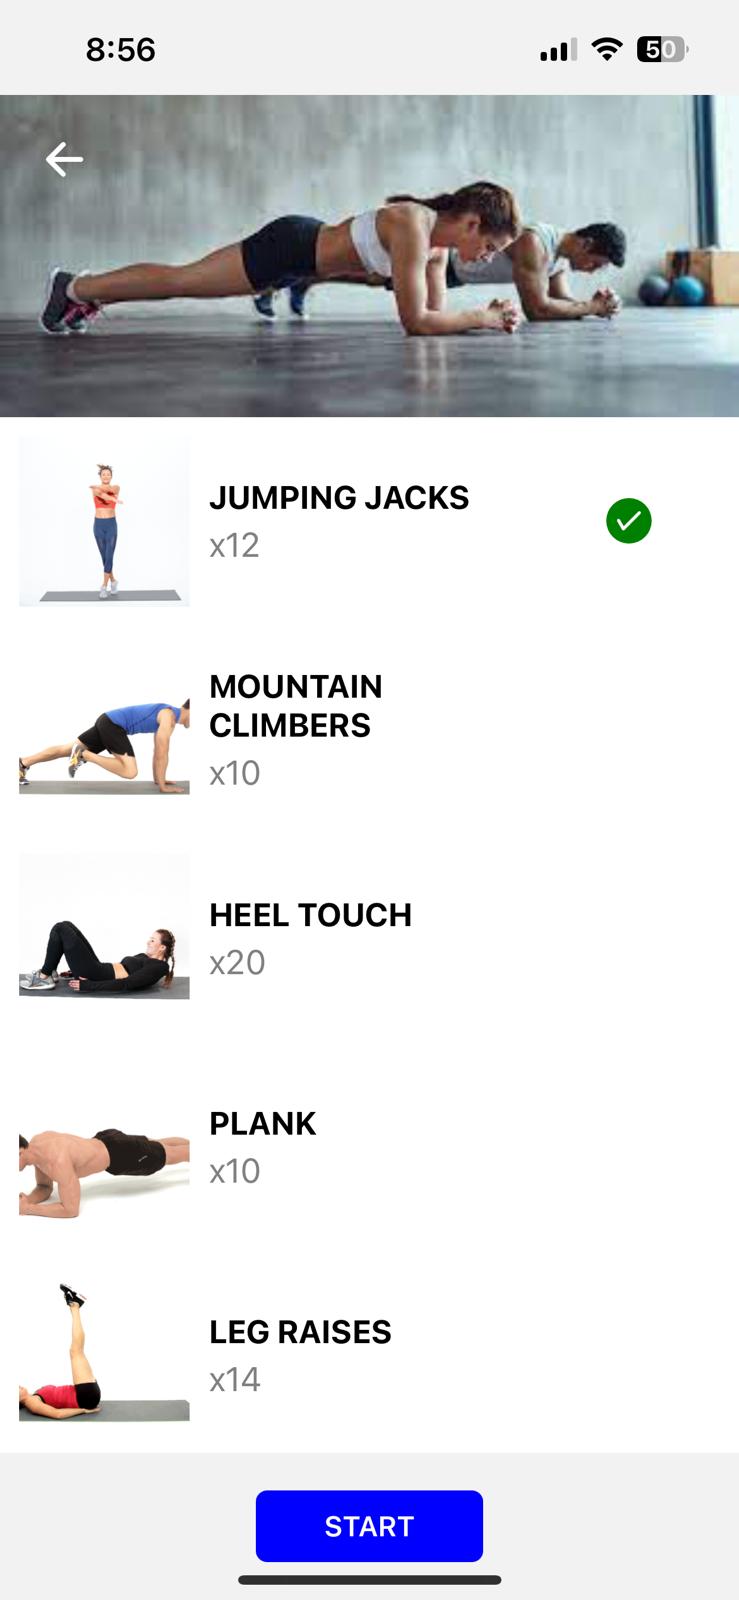 8:56
50
JUMPING JACKS
x12
MOUNTAIN
CLIMBERS
x10
HEEL TOUCH
x20
PLANK
x10
LEG RAISES
x14
START